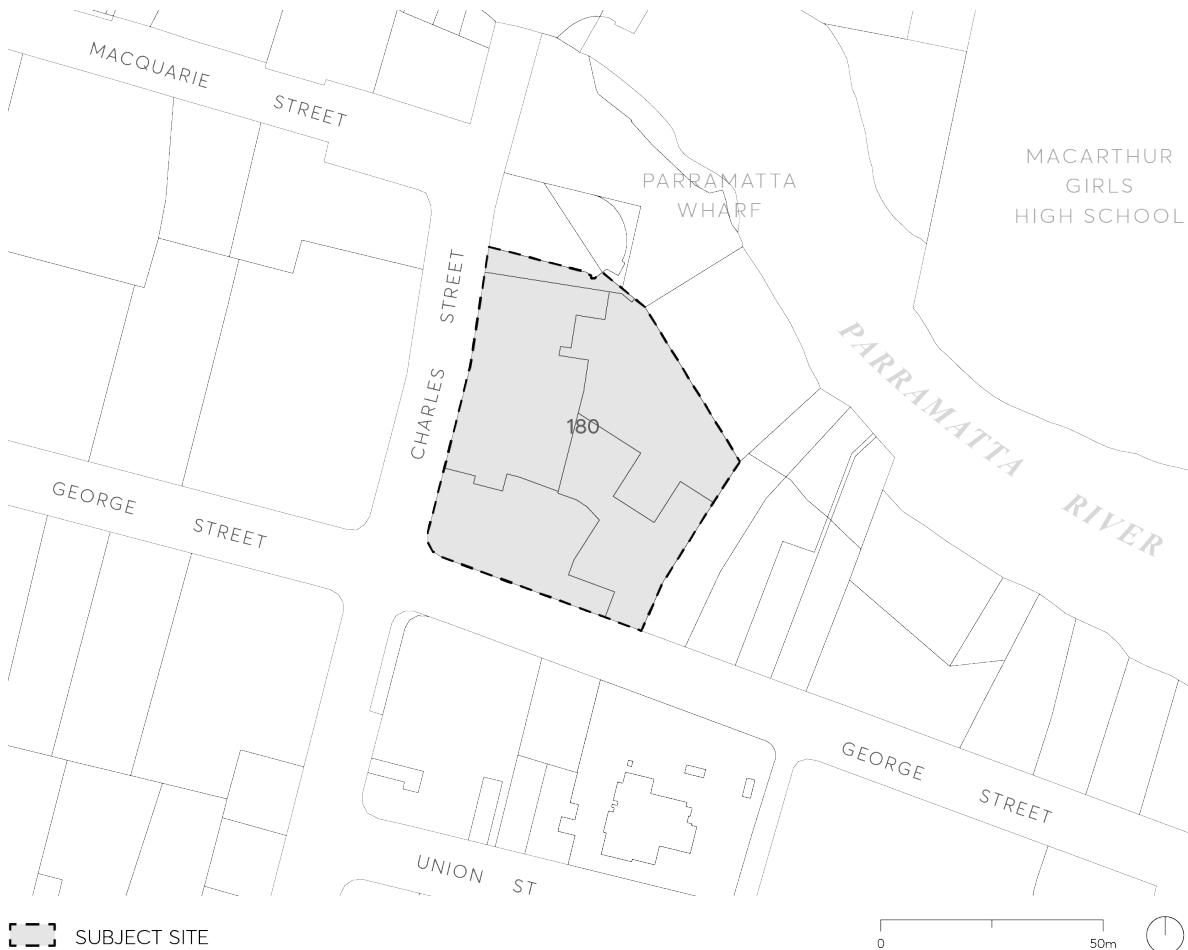 MACQUARIE STREET
MACARTHUR
GIRLS
HIGH SCHOOL
PARRAMATTA
WHARF
CHARLES STREET
PARRAMATTA RIVER
180
GEORGE STREET
GEORGE STREET
UNION ST
SUBJECT SITE
0 50m